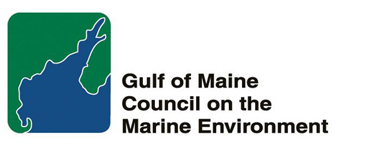 Gulf of Maine
Council on the
Marine Environment